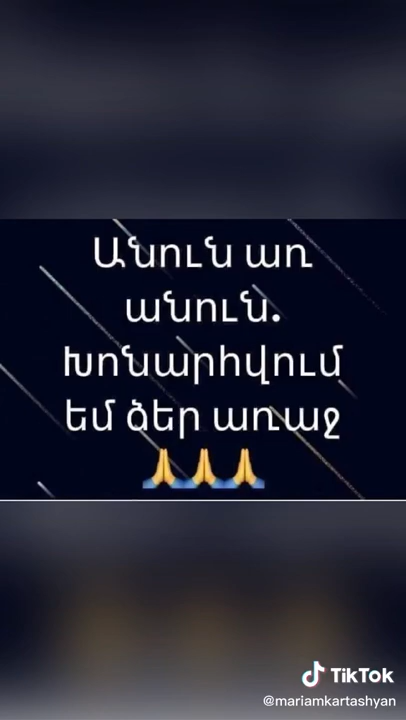 Անուն առ
անուն.
Խոնարհվում
եմ ձեր առաջ
🙏🙏🙏
TikTok
@mariamkartashyan